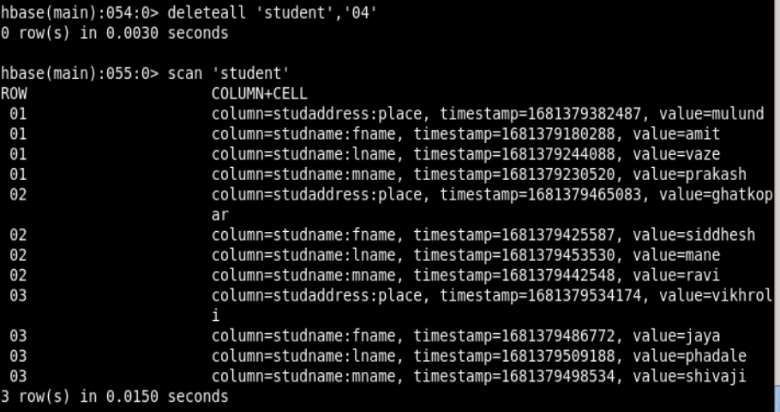 hbase(main):054:0> deleteall 'student','04'
0 row(s) in 0.0030 seconds
hbase(main):055:0> scan 'student'
ROW COLUMN+CELL
01 column=studaddress:place, timestamp=1681379382487, value=mulund
01 column=studname:fname, timestamp=1681379180288, value=amit
01 column=studname:lname, timestamp=1681379244088, value=vaze
01 column=studname:mname, timestamp=1681379230520, value=prakash
02 column=studaddress:place, timestamp=1681379465083, value=ghatkop
ar
02 column=studname:fname, timestamp=1681379425587, value=siddhesh
02 column=studname:lname, timestamp=1681379453530, value=mane
02 column=studname:mname, timestamp=1681379442548, value=ravi
03 column=studaddress:place, timestamp=1681379534174, value=vikhrol
i
03 column=studname:fname, timestamp=1681379486772, value=jaya
03 column=studname:lname, timestamp=1681379509188, value=phadale
03 column=studname:mname, timestamp=1681379498534, value=shivaji
3 row(s) in 0.0150 seconds